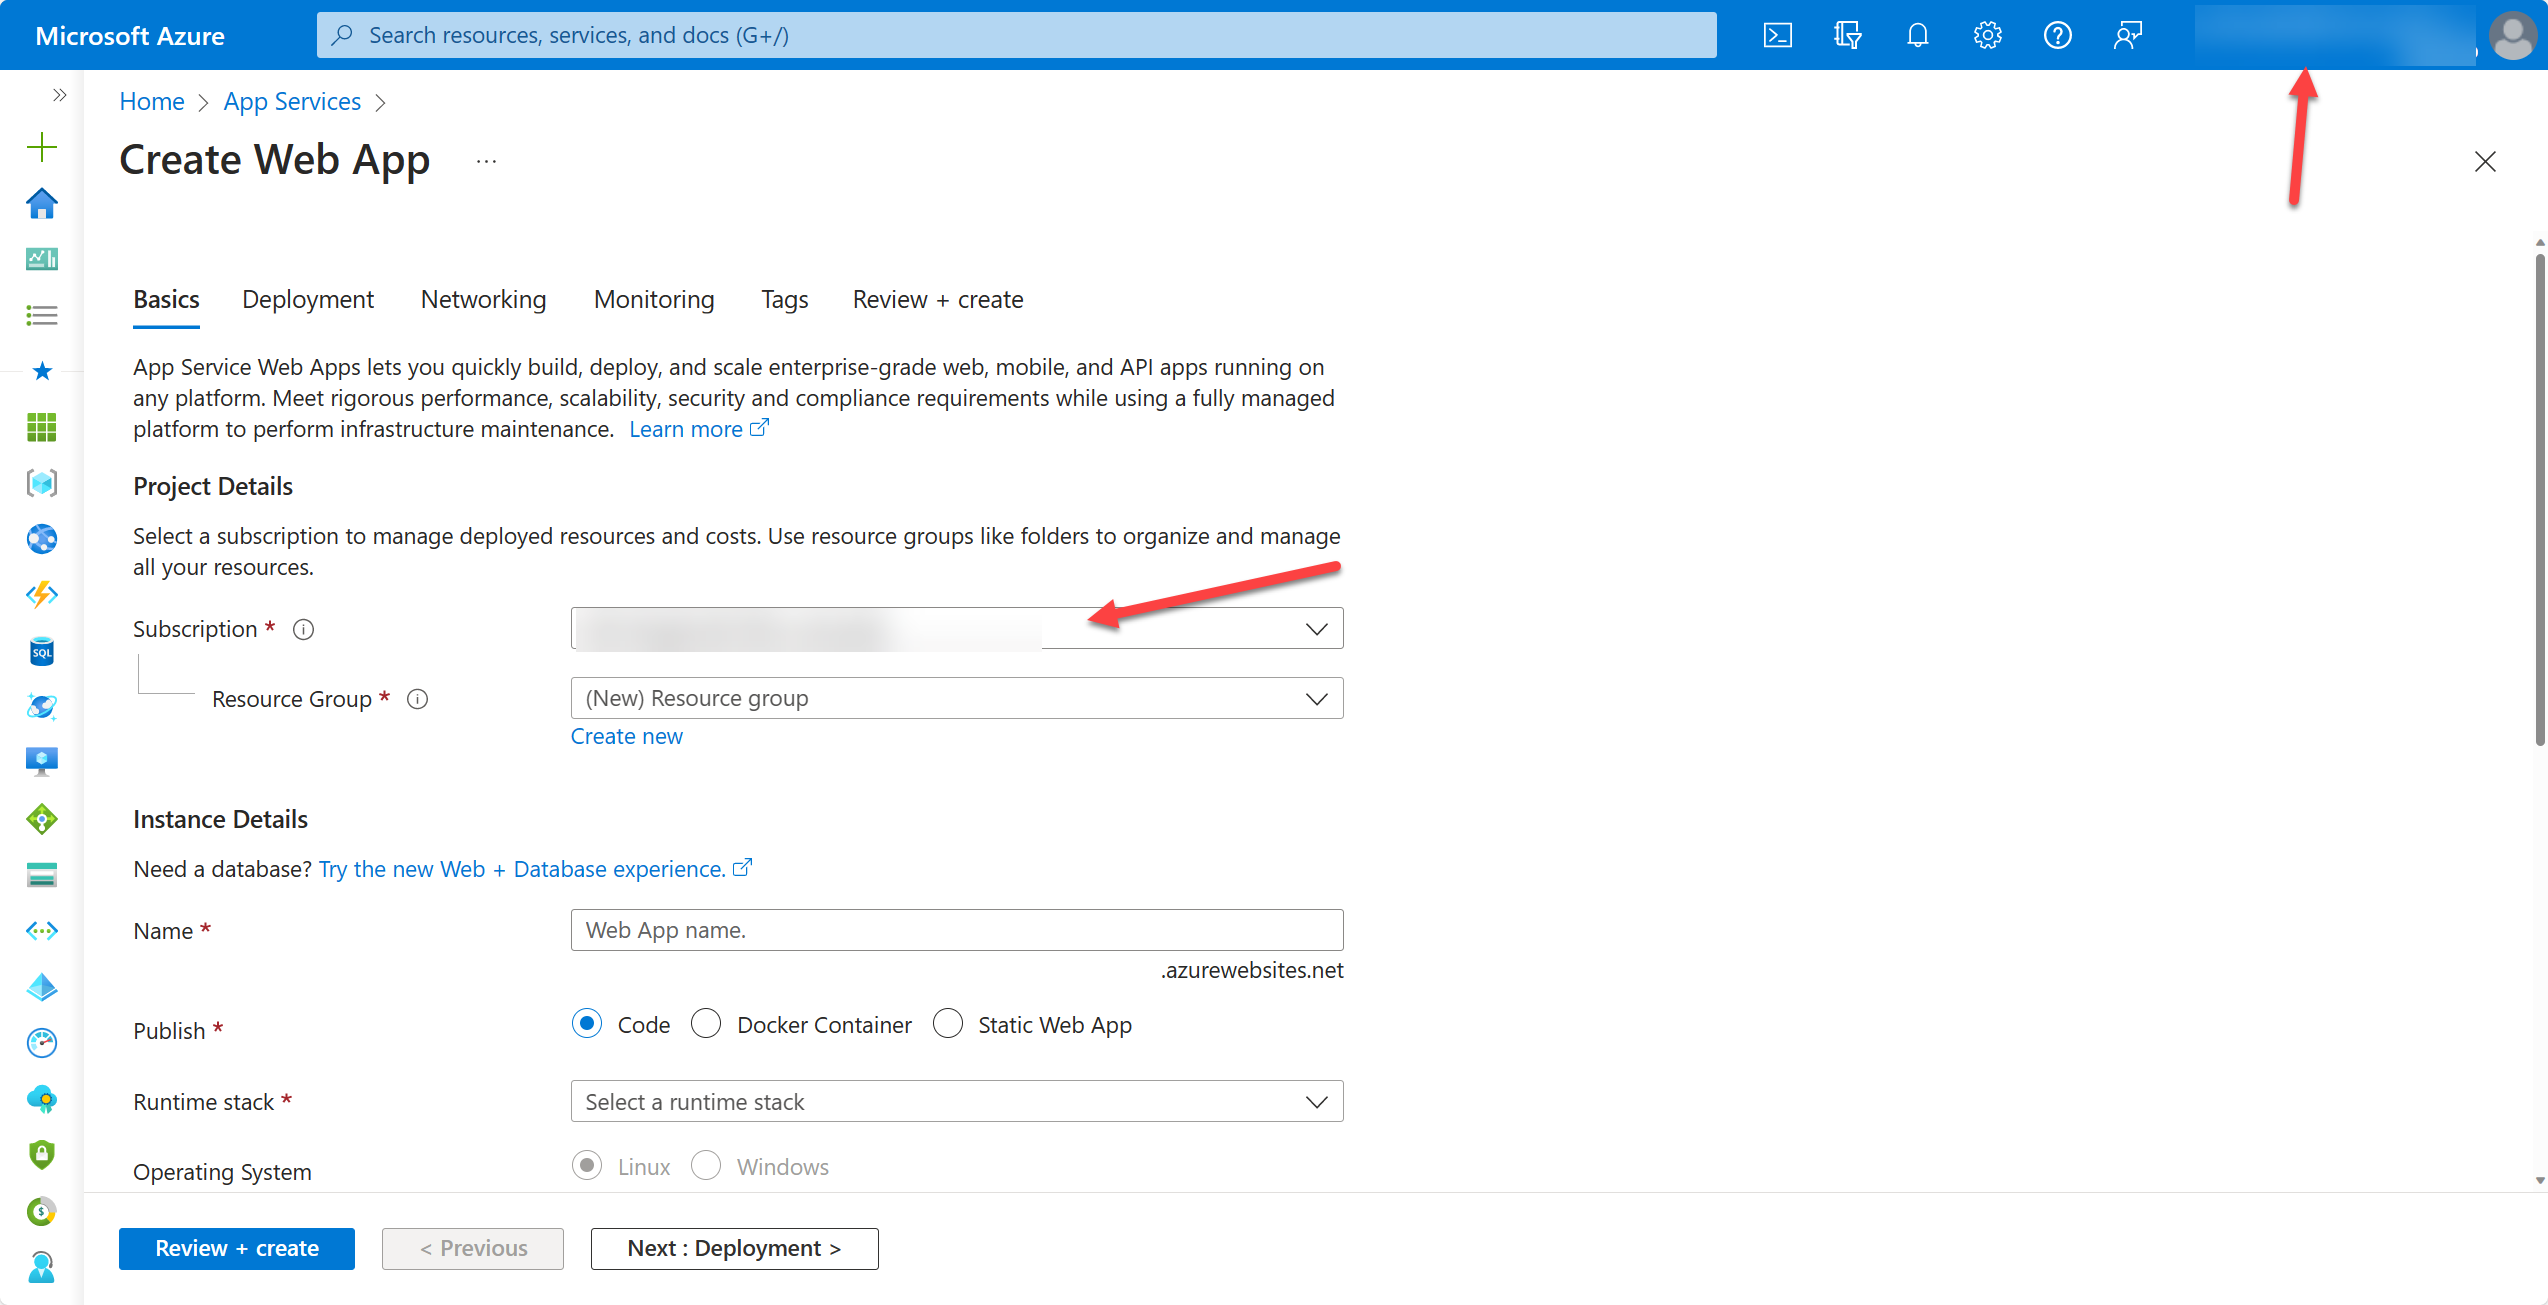 Microsoft Azure
Search resources, services, and docs (G+/)
Home
App Services
Create Web App
...
Basics
Deployment
Networking
Monitoring
Tags
Review + create
App Service Web Apps lets you quickly build, deploy, and scale enterprise-grade web, mobile, and API apps running on
any platform. Meet rigorous performance, scalability, security and compliance requirements while using a fully managed
platform to perform infrastructure maintenance. Learn more
Project Details
Select a subscription to manage deployed resources and costs. Use resource groups like folders to organize and manage
all your resources.
Subscription *
Resource Group *
(New) Resource group
Create new
Instance Details
Need a database? Try the new Web + Database experience.
Name *
Web App name.
.azurewebsites.net
Publish *
Code
Docker Container
Static Web App
Runtime stack *
Select a runtime stack
Operating System
Linux
Windows
SQL
Review + create
< Previous
Next : Deployment >